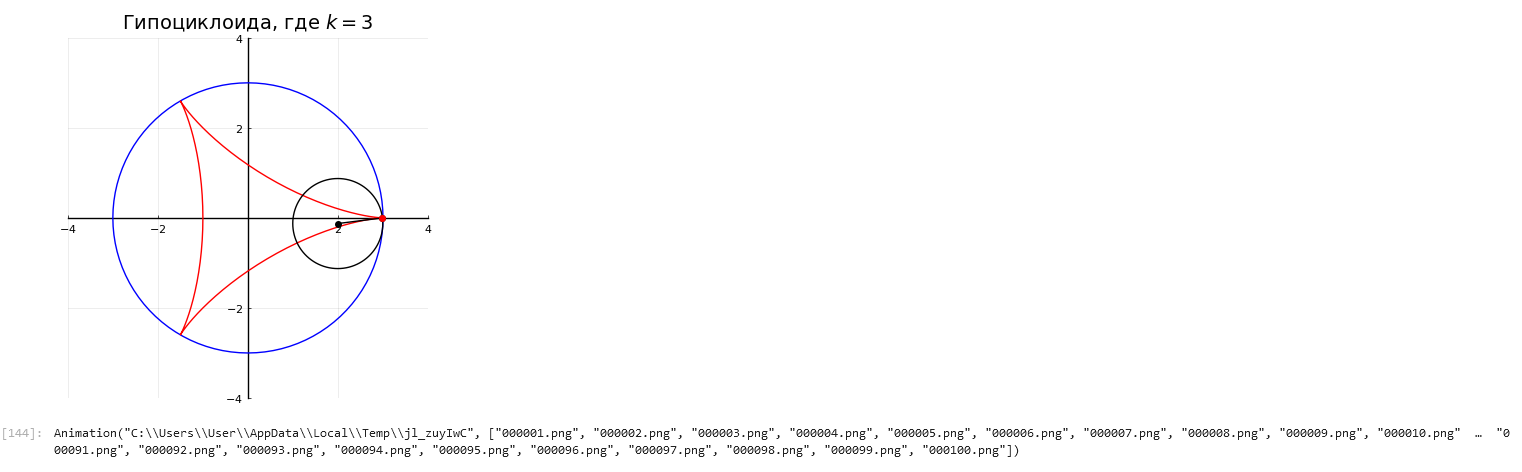 Гипоциклоида, где k = 3
4
2
−4 −2 2 4
−2
−4
[144]: Animation("C:\\Users\\User\\AppData\\Local\\Temp\\jl_zuyIwC", ["000001.png", "000002.png", "000003.png", "000004.png", "000005.png", "000006.png", "000007.png", "000008.png", "000009.png", "000010.png" … "0
00091.png", "000092.png", "000093.png", "000094.png", "000095.png", "000096.png", "000097.png", "000098.png", "000099.png", "000100.png"])